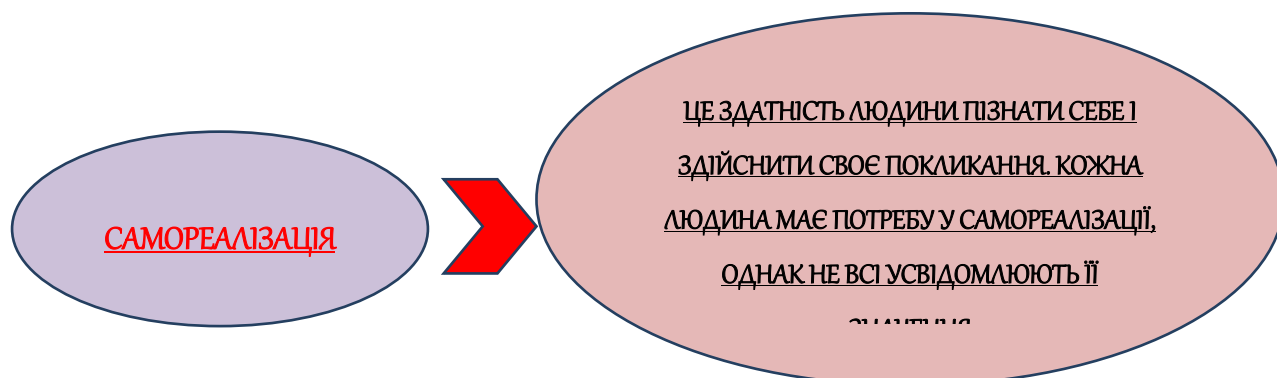 САМОРЕАЛІЗАЦІЯ
ЦЕ ЗДАТНІСТЬ ЛЮДИНИ ПІЗНАТИ СЕБЕ І
ЗДІЙСНИТИ СВОЄ ПОКЛИКАННЯ. КОЖНА
ЛЮДИНА МАЄ ПОТРЕБУ У САМОРЕАЛІЗАЦІЇ,
ОДНАК НЕ ВСІ УСВІДОМЛЮЮТЬ ЇЇ